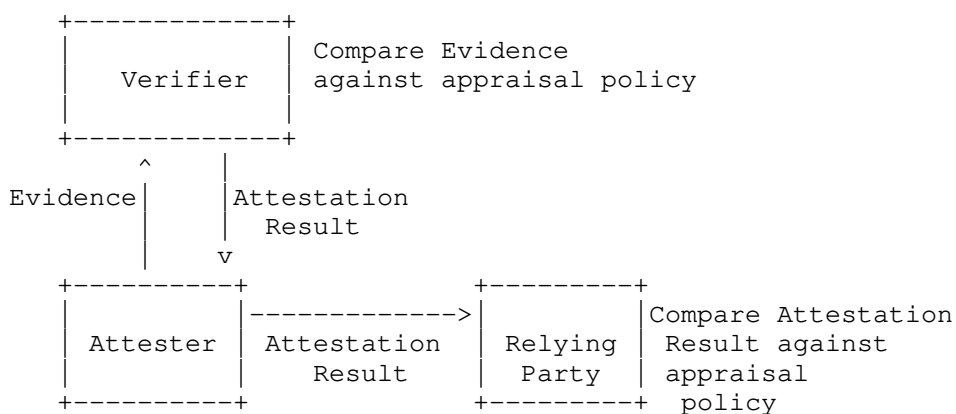 Compare Evidence
Verifier against appraisal policy
Evidence Attestation
Result
Compare Attestation
Attester Attestation Relying Result against
Result Party appraisal
policy